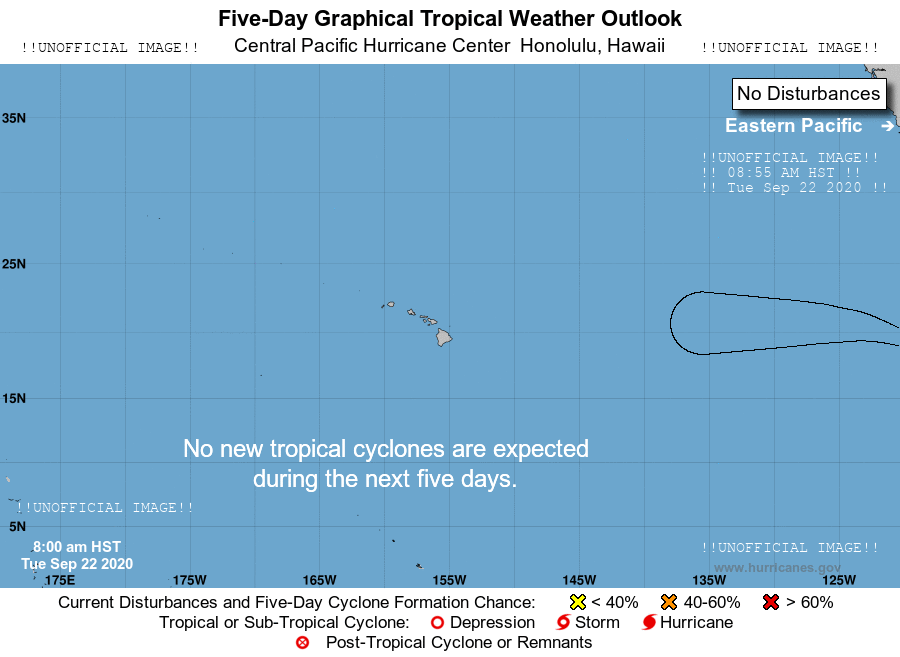 Five-Day Graphical Tropical Weather Outlook
!!UNOFFICIAL IMAGE!! Central Pacific Hurricane Center Honolulu, Hawaii !!UNOFFICIAL IMAGE!!
No Disturbances
35N
Eastern Pacific
!!UNOFFICIAL IMAGE!!
!! 08:55 AM HST !!
!! Tue Sep 22 2020 !!
25N
15N
No new tropical cyclones are expected
during the next five days.
!!UNOFFICIAL IMAGE!!
5N
8:00 am HST
Tue Sep 22 2020
!!UNOFFICIAL IMAGE!!
www.hurricanes.gov
175E 175W 165W 155W 145W 135W 125W
Current Disturbances and Five-Day Cyclone Formation Chance: < 40% 40-60% > 60%
Tropical or Sub-Tropical Cyclone: Depression Storm Hurricane
Post-Tropical Cyclone or Remnants